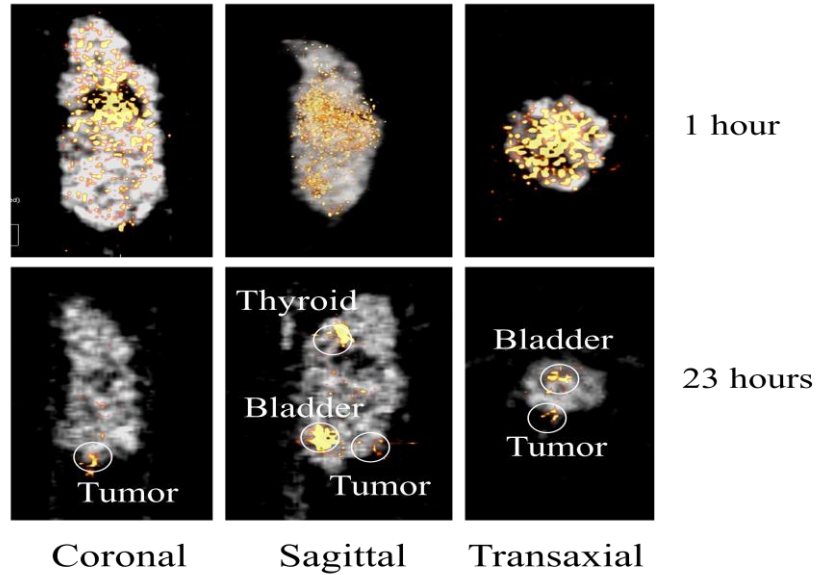 1 hour
Thyroid
Bladder
Tumor
Tumor
Bladder
Tumor
23 hours
Coronal
Sagittal
Transaxial